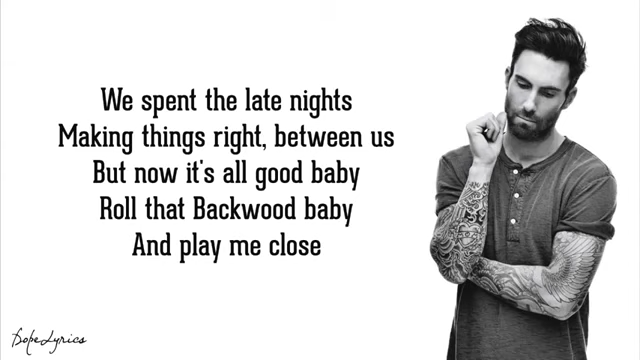 We spent the late nights
Making things right, between us
But now it's all good baby
Roll that Backwood baby
And play me close
DopeLyrics